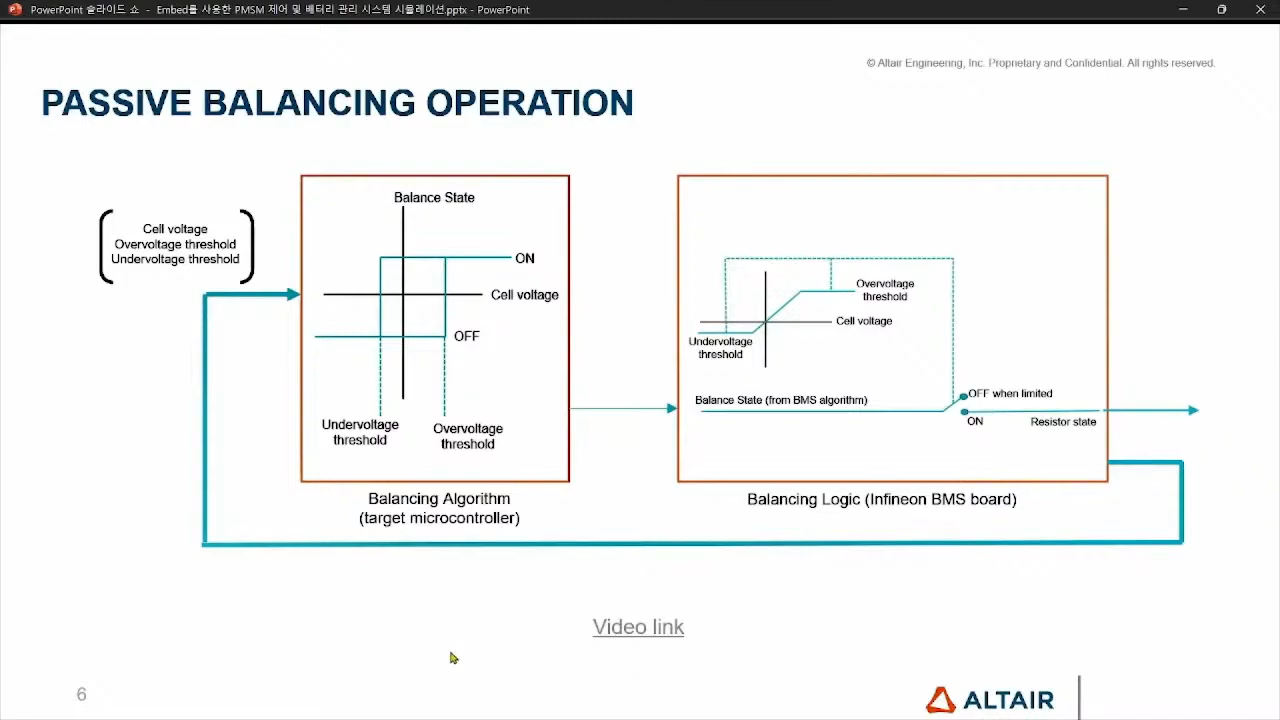 PowerPoint 슬라이드 쇼 - Embed를 사용한 PMSM 제어 및 배터리 관리 시스템 시뮬레이션.pptx - PowerPoint
© Altair Engineering, Inc. Proprietary and Confidential. All rights reserved.
PASSIVE BALANCING OPERATION
Cell voltage
Overvoltage threshold
Undervoltage threshold
Balance State
ON
Cell voltage
OFF
Undervoltage
threshold
Overvoltage
threshold
Balancing Algorithm
(target microcontroller)
Overvoltage
threshold
Cell voltage
Undervoltage
threshold
Balance State (from BMS algorithm)
OFF when limited
ON
Resistor state
Balancing Logic (Infineon BMS board)
Video link
6
ALTAIR